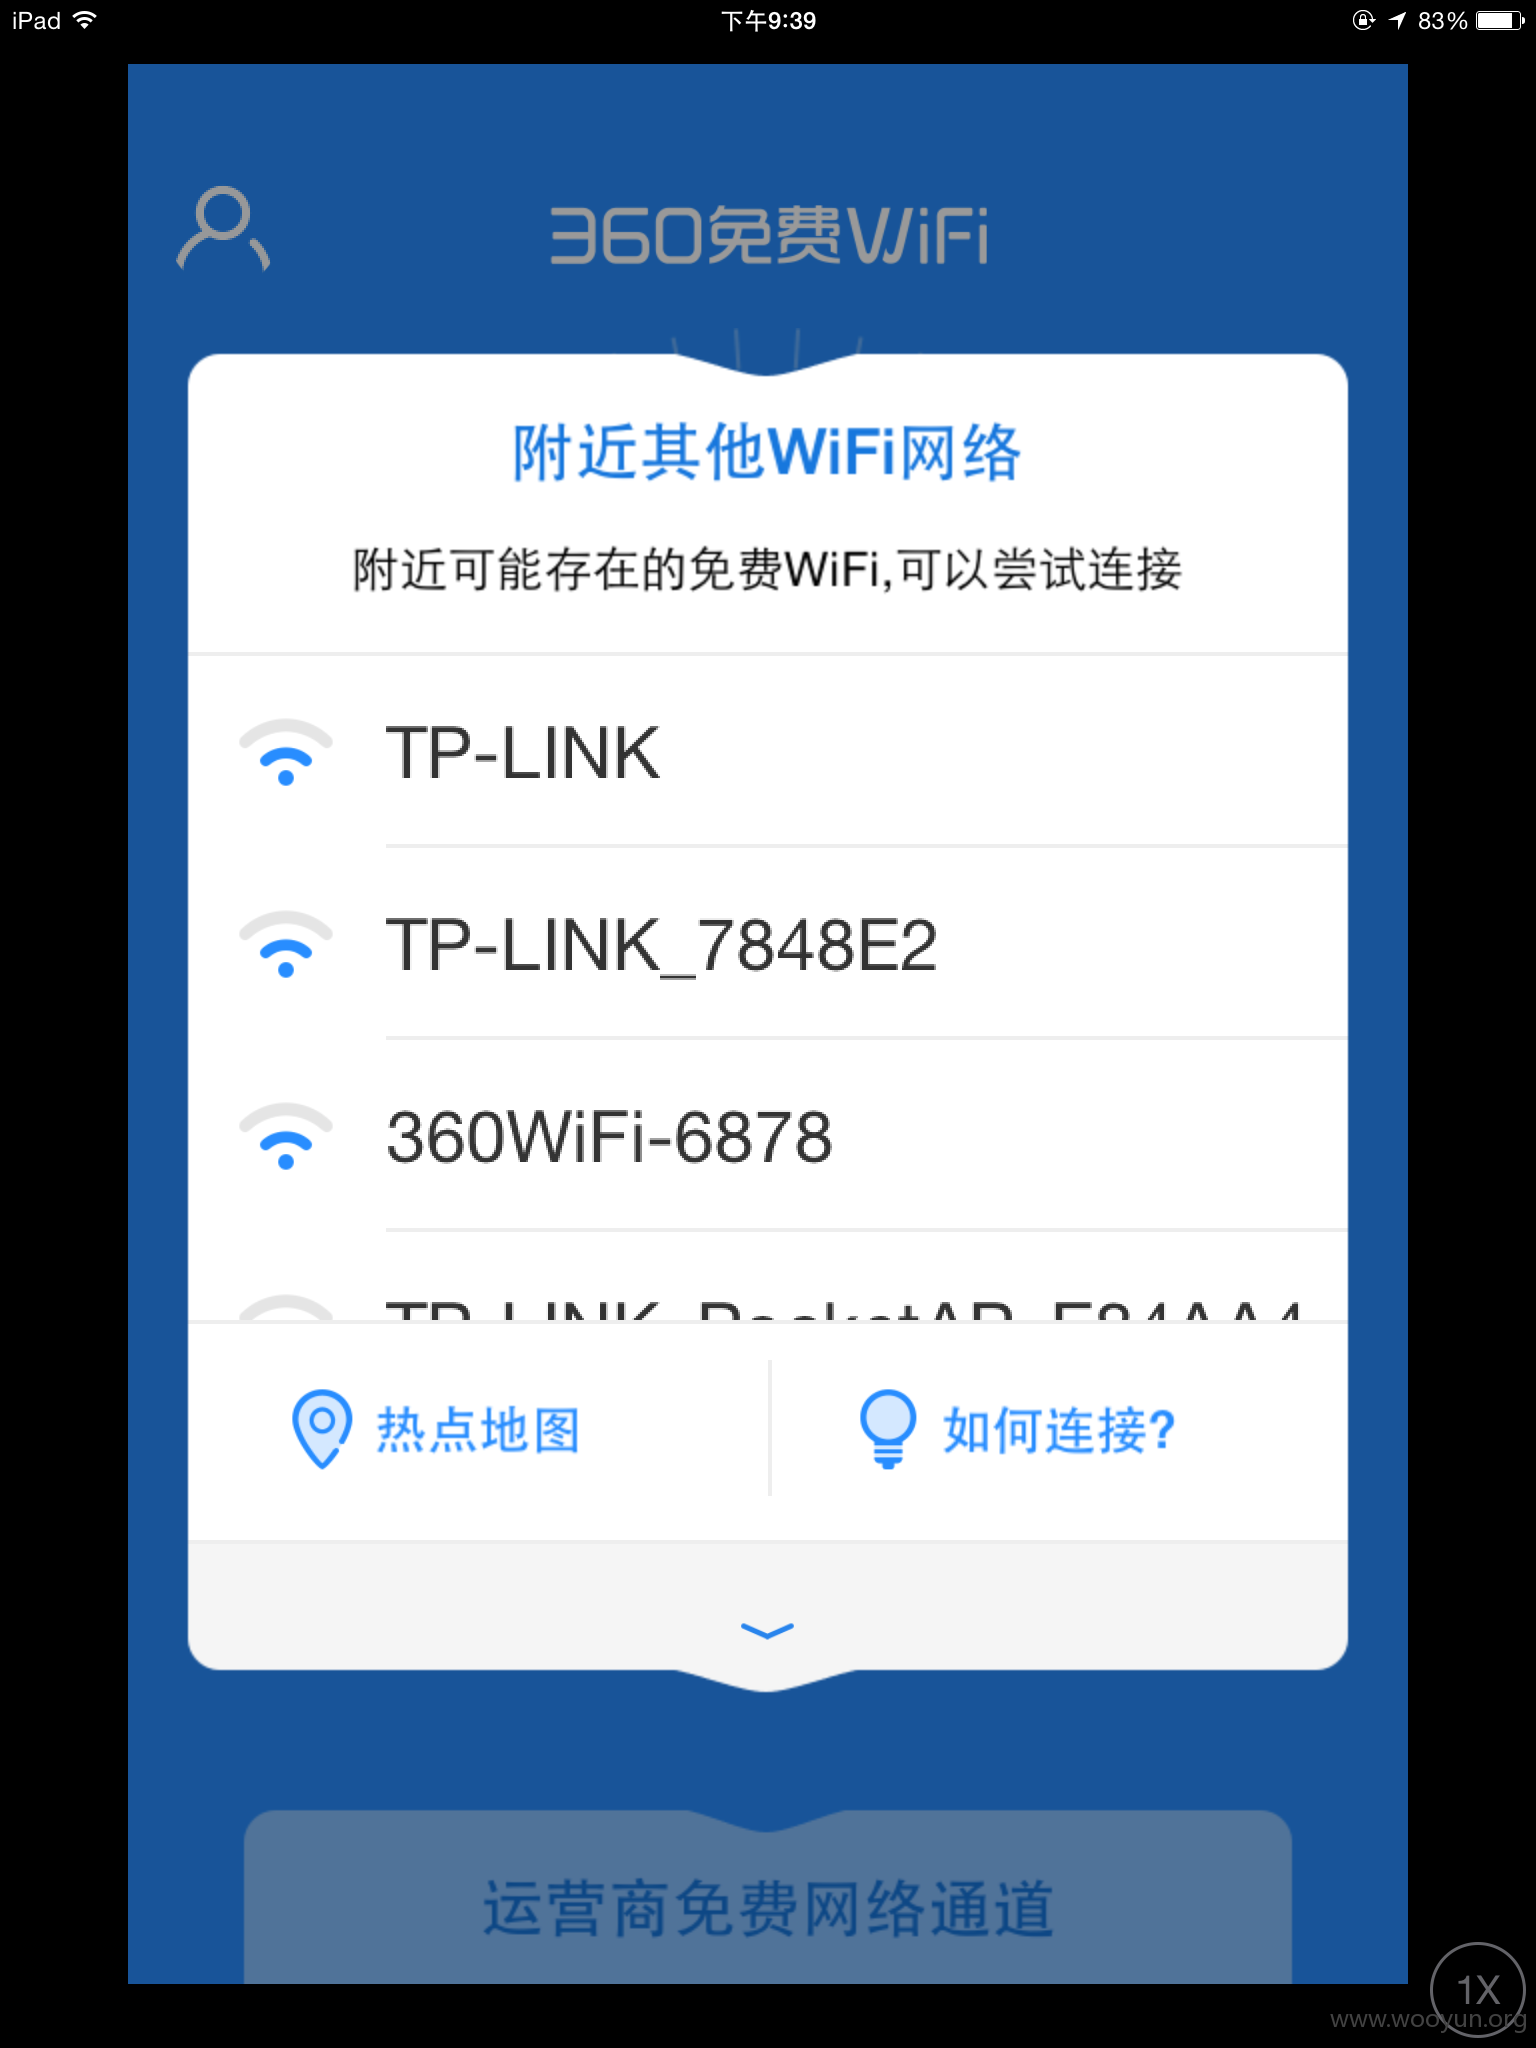 iPad 下午9:39 83%
360免费WiFi
附近其他WiFi网络
附近可能存在的免费WiFi,可以尝试连接
TP-LINK
TP-LINK_7848E2
360WiFi-6878
热点地图 如何连接?
运营商免费网络通道
1X
www.wooyun.org